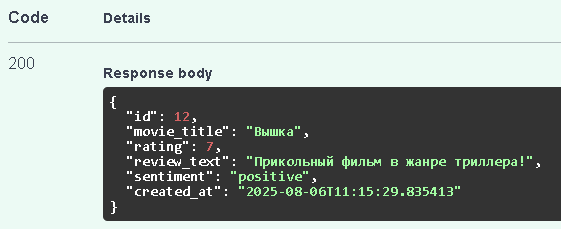 Code Details
200
Response body
{
"id": 12,
"movie_title": "Вышка",
"rating": 7,
"review_text": "Прикольный фильм в жанре триллера!",
"sentiment": "positive",
"created_at": "2025-08-06T11:15:29.835413"
}